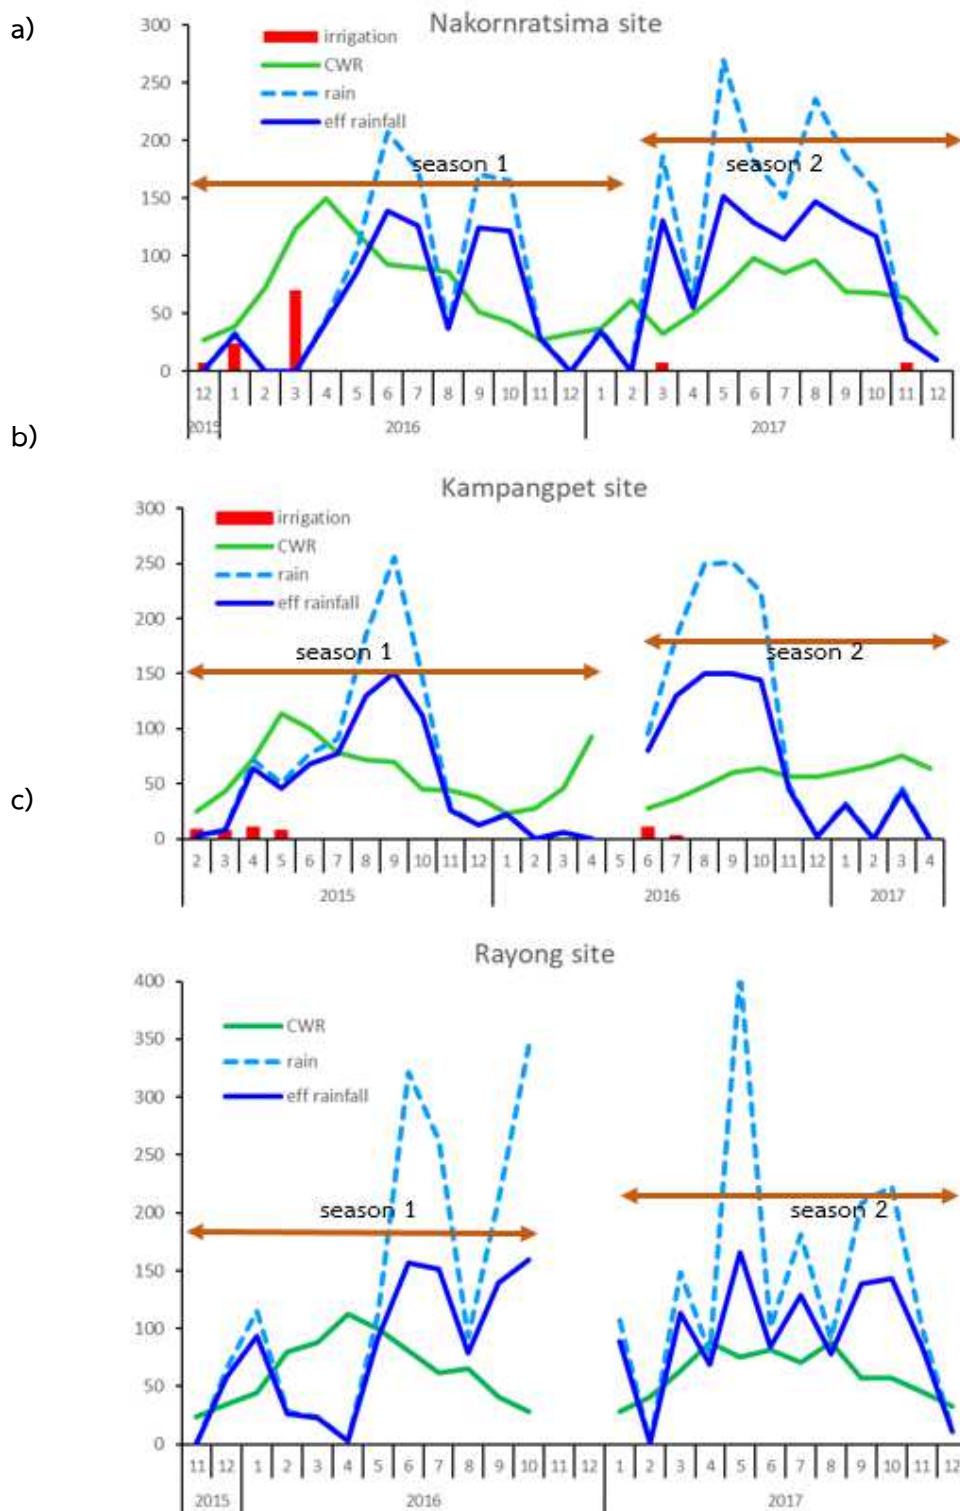 a)
Nakornratsima site
irrigation
CWR
rain
eff rainfall
300
250
200
150
100
50
0
season 1
season 2
12 1 2 3 4 5 6 7 8 9 10 11 12 1 2 3 4 5 6 7 8 9 10 11 12
2015 2016 2017
b)
Kampangpet site
irrigation
CWR
rain
eff rainfall
300
250
200
150
100
50
0
season 1
season 2
2 3 4 5 6 7 8 9 10 11 12 1 2 3 4 5 6 7 8 9 10 11 12 1 2 3 4
2015 2016 2017
c)
Rayong site
CWR
rain
eff rainfall
400
350
300
250
200
150
100
50
0
season 1
season 2
11 12 1 2 3 4 5 6 7 8 9 10 11 12 1 2 3 4 5 6 7 8 9 10 11 12
2015 2016 2017